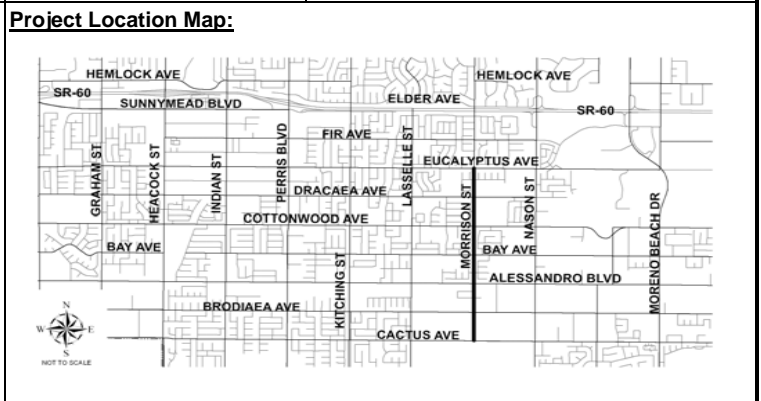 Project Location Map:
HEMLOCK AVE
HEMLOCK AVE
SR-60
SUNNYMEAD BLVD
ELDER AVE
SR-60
FIR AVE
PERRIS BLVD
LASSELLE ST
EUCALYPTUS AVE
GRAHAM ST
HEACOCK ST
INDIAN ST
DRACAEA AVE
MORRISON ST
NASON ST
MORENO BEACH DR
COTTONWOOD AVE
BAY AVE
BAY AVE
KITCHING ST
ALESSANDRO BLVD
BRODIAEA AVE
CACTUS AVE
N
W
E
S
NOT TO SCALE